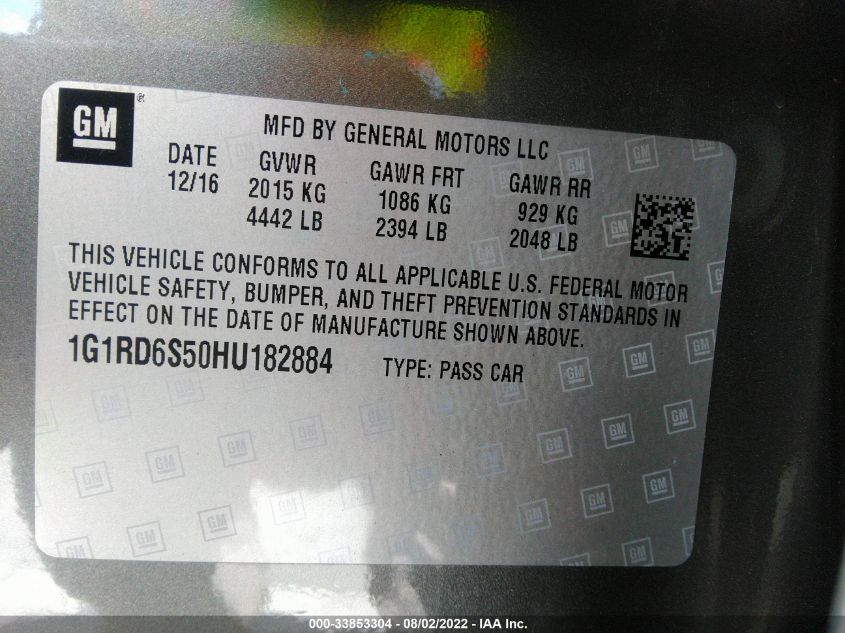 GM ®
MFD BY GENERAL MOTORS LLC
DATE GVWR GAWR FRT GAWR RR
12/16 2015 KG 1086 KG 929 KG
4442 LB 2394 LB 2048 LB
THIS VEHICLE CONFORMS TO ALL APPLICABLE U.S. FEDERAL MOTOR
VEHICLE SAFETY, BUMPER, AND THEFT PREVENTION STANDARDS IN
EFFECT ON THE DATE OF MANUFACTURE SHOWN ABOVE.
1G1RD6S50HU182884 TYPE: PASS CAR
000-33853304 - 08/02/2022 - IAA Inc.